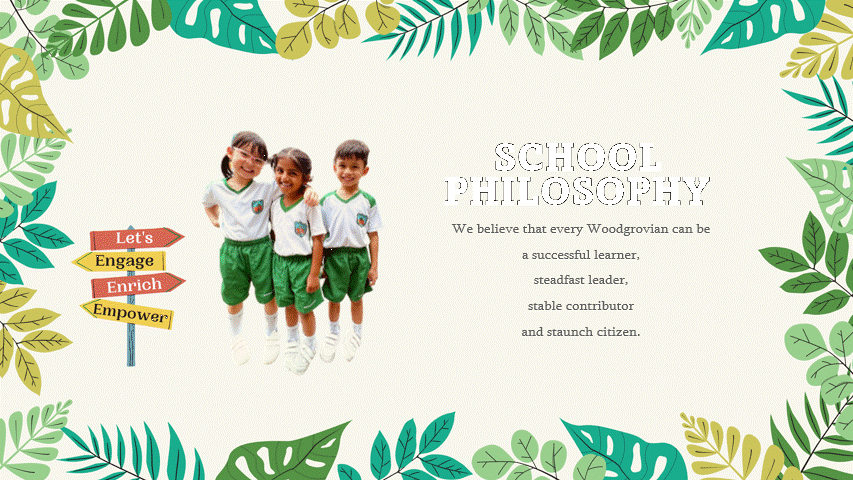 Let's
Engage
Enrich
Empower
SCHOOL
PHILOSOPHY
We believe that every Woodgrovian can be
a successful learner,
steadfast leader,
stable contributor
and staunch citizen.